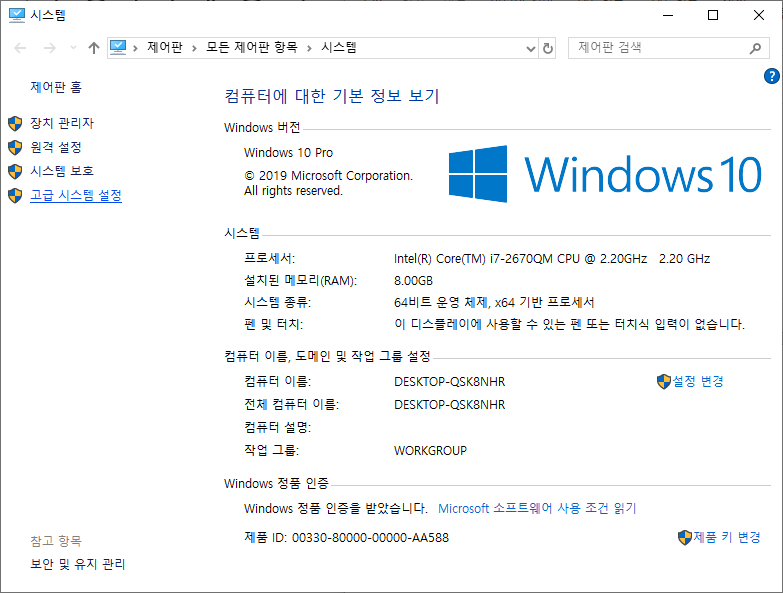 시스템
제어판 › 모든 제어판 항목 › 시스템
제어판 검색
제어판 홈
장치 관리자
원격 설정
시스템 보호
고급 시스템 설정
컴퓨터에 대한 기본 정보 보기
Windows 버전
Windows 10 Pro
© 2019 Microsoft Corporation.
All rights reserved.
Windows 10
시스템
프로세서: Intel(R) Core(TM) i7-2670QM CPU @ 2.20GHz 2.20 GHz
설치된 메모리(RAM): 8.00GB
시스템 종류: 64비트 운영 체제, x64 기반 프로세서
펜 및 터치: 이 디스플레이에 사용할 수 있는 펜 또는 터치식 입력이 없습니다.
컴퓨터 이름, 도메인 및 작업 그룹 설정
컴퓨터 이름: DESKTOP-QSK8NHR 설정 변경
전체 컴퓨터 이름: DESKTOP-QSK8NHR
컴퓨터 설명:
작업 그룹: WORKGROUP
Windows 정품 인증
Windows 정품 인증을 받았습니다. Microsoft 소프트웨어 사용 조건 읽기
제품 ID: 00330-80000-00000-AA588 제품 키 변경
참고 항목
보안 및 유지 관리